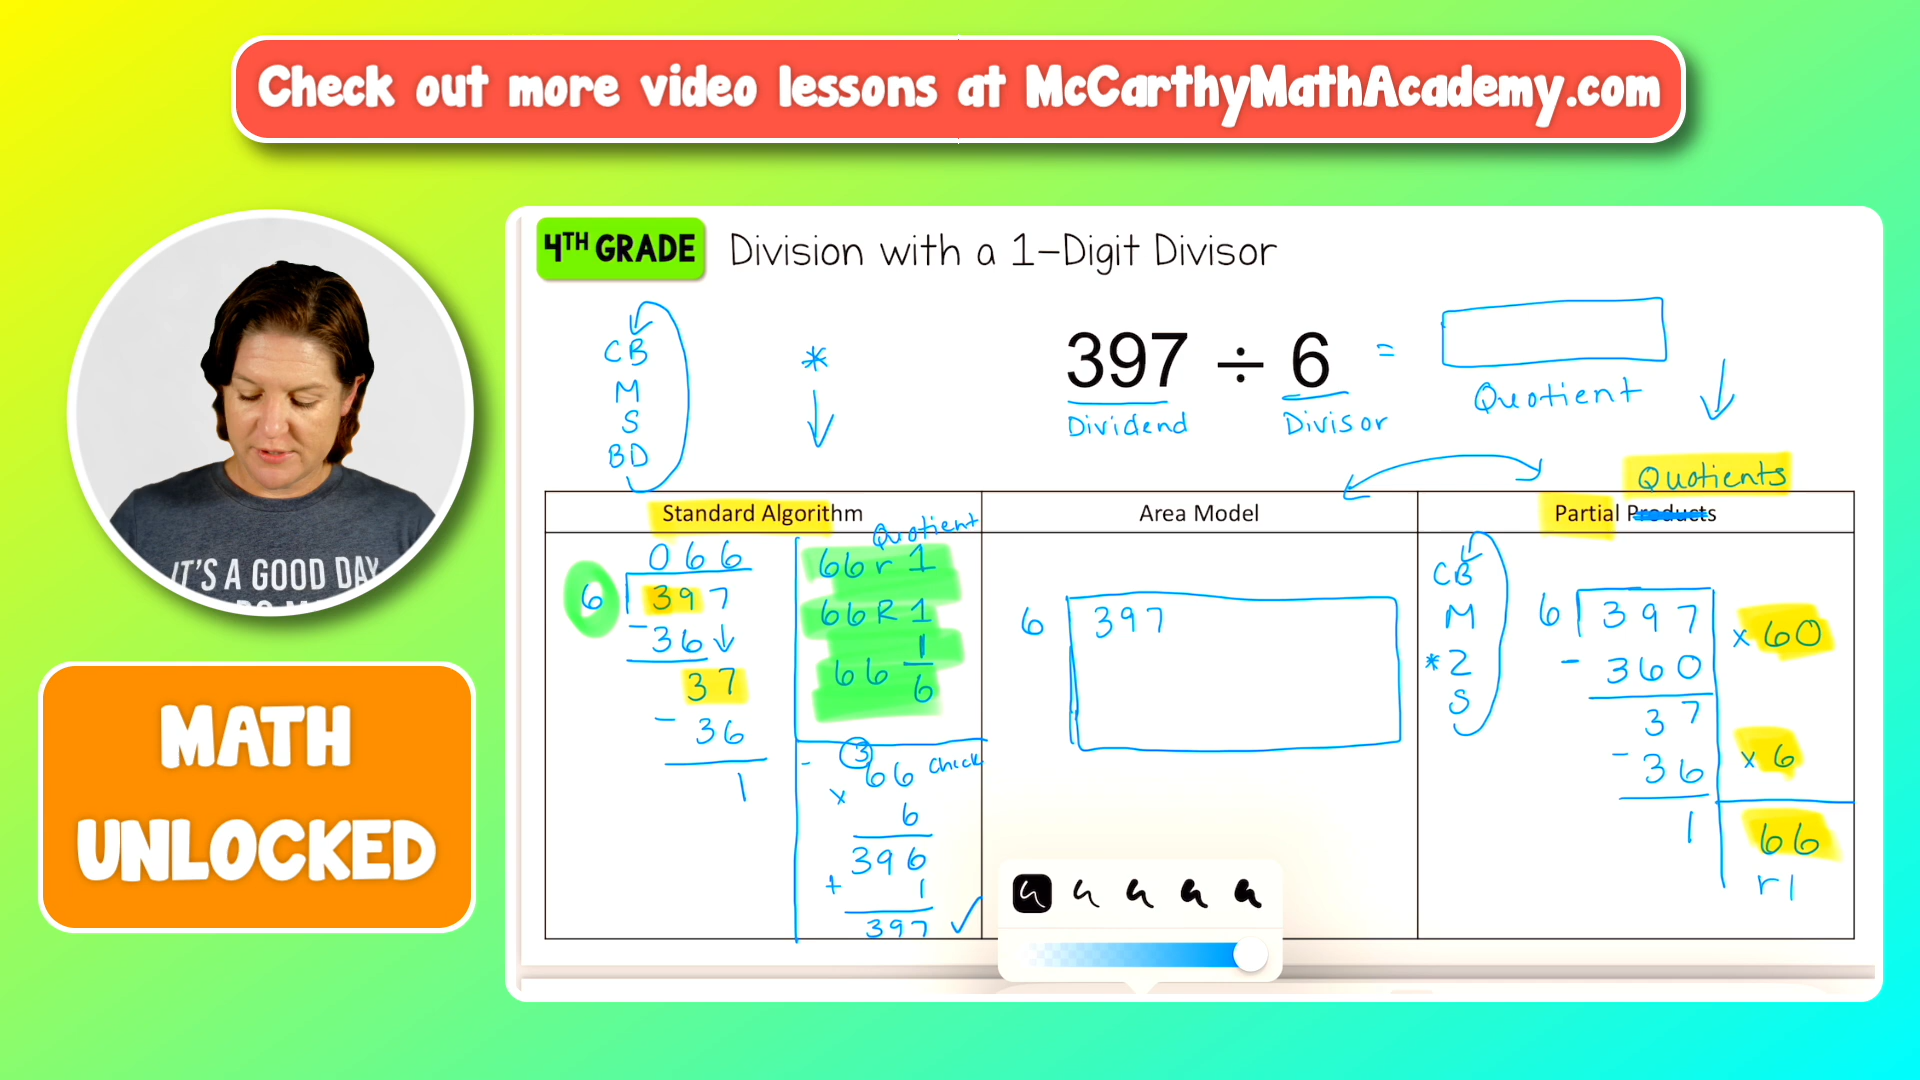 Check out more video lessons at McCarthyMathAcademy.com
4TH GRADE
Division with a 1-Digit Divisor
CB
M
S
BD
*
397 ÷ 6 =
Dividend
Divisor
Quotient
Quotients
Standard Algorithm
Area Model
Partial Products
Quotient
066
6 397
- 36
37
- 36
1
66 r 1
66 R 1
66 1/6
- 3
66 check
x 6
396
+ 1
397 ✓
6 397
CB
M
*2
S
6 397 x 60
- 360
37
- 36 x 6
1
66
r1
IT'S A GOOD DAY
MATH
UNLOCKED